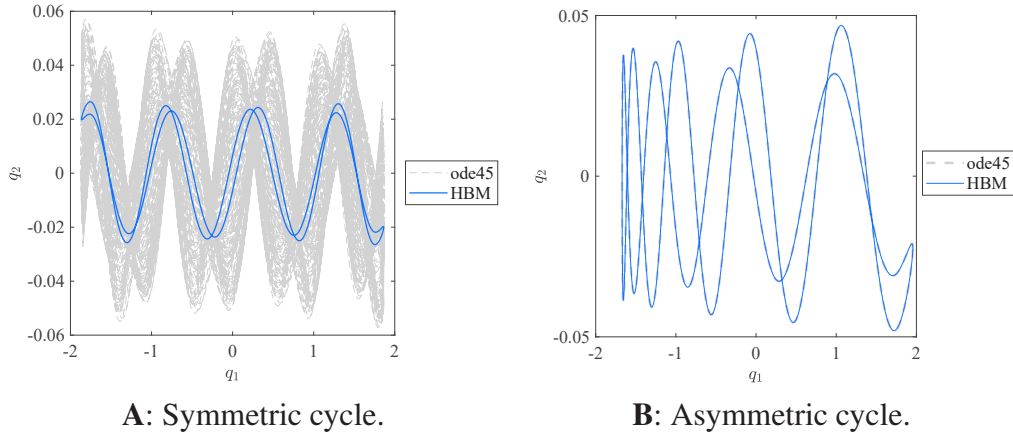 0.06
0.04
0.02
0
-0.02
-0.04
-0.06
q2
-2
-1
0
1
2
q1
ode45
HBM
A: Symmetric cycle.
0.05
0
-0.05
q2
-2
-1
0
1
2
q1
ode45
HBM
B: Asymmetric cycle.